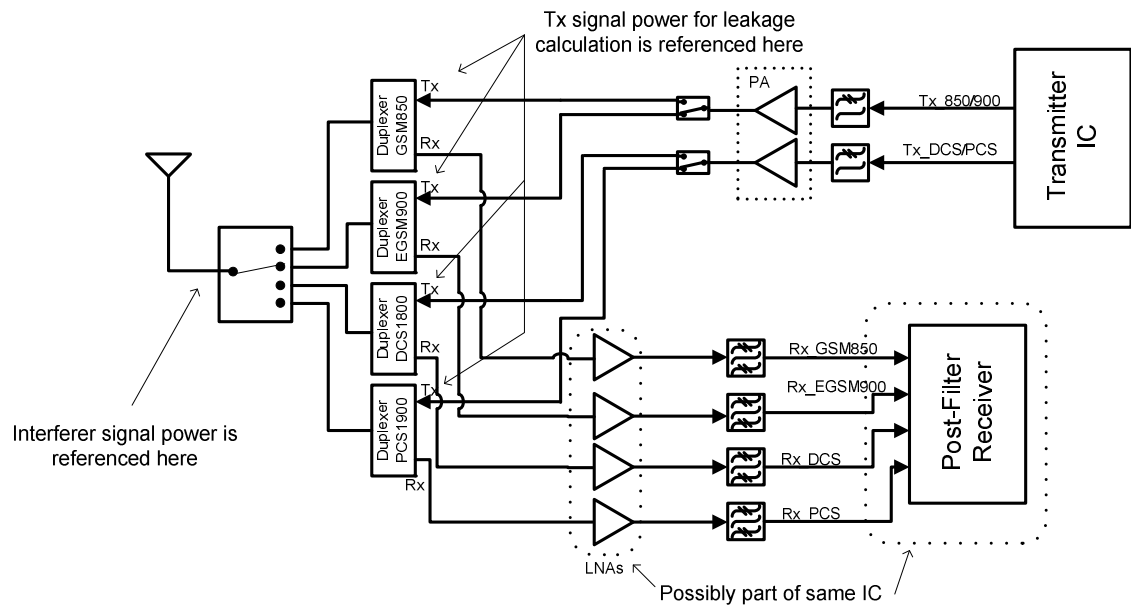 Tx signal power for leakage
calculation is referenced here
Duplexer
GSM850
Tx
Rx
Duplexer
EGSM900
Tx
Rx
Duplexer
DCS1800
Tx
Rx
Duplexer
PCS1900
Tx
Rx
PA
Tx_850/900
Tx_DCS/PCS
Transmitter
IC
Interferer signal power is
referenced here
LNAs
Rx_GSM850
Rx_EGSM900
Rx_DCS
Rx_PCS
Post-Filter
Receiver
Possibly part of same IC